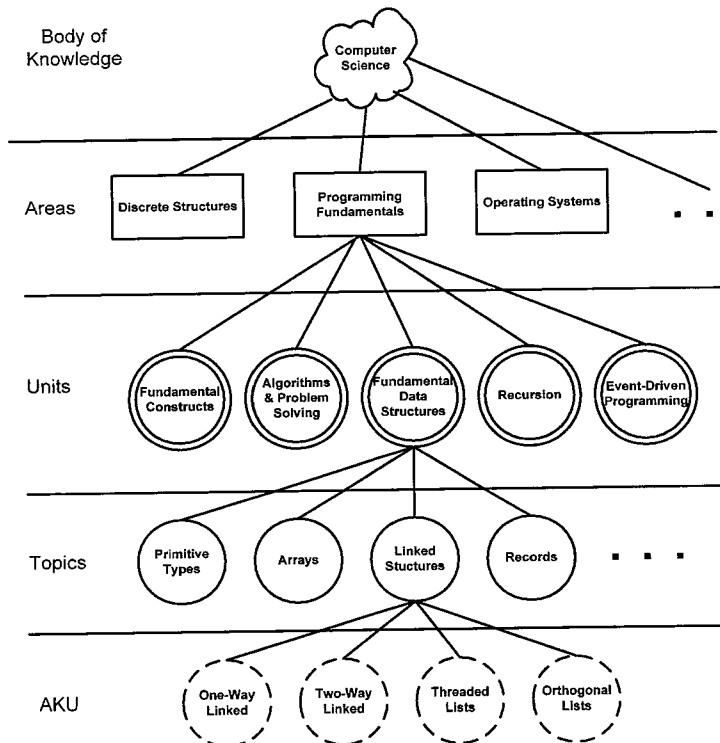 Body of
Knowledge
Computer
Science
Areas
Discrete Structures
Programming
Fundamentals
Operating Systems
Units
Fundamental
Constructs
Algorithms
& Problem
Solving
Fundamental
Data
Structures
Recursion
Event-Driven
Programming
Topics
Primitive
Types
Arrays
Linked
Stuctures
Records
AKU
One-Way
Linked
Two-Way
Linked
Threaded
Lists
Orthogonal
Lists